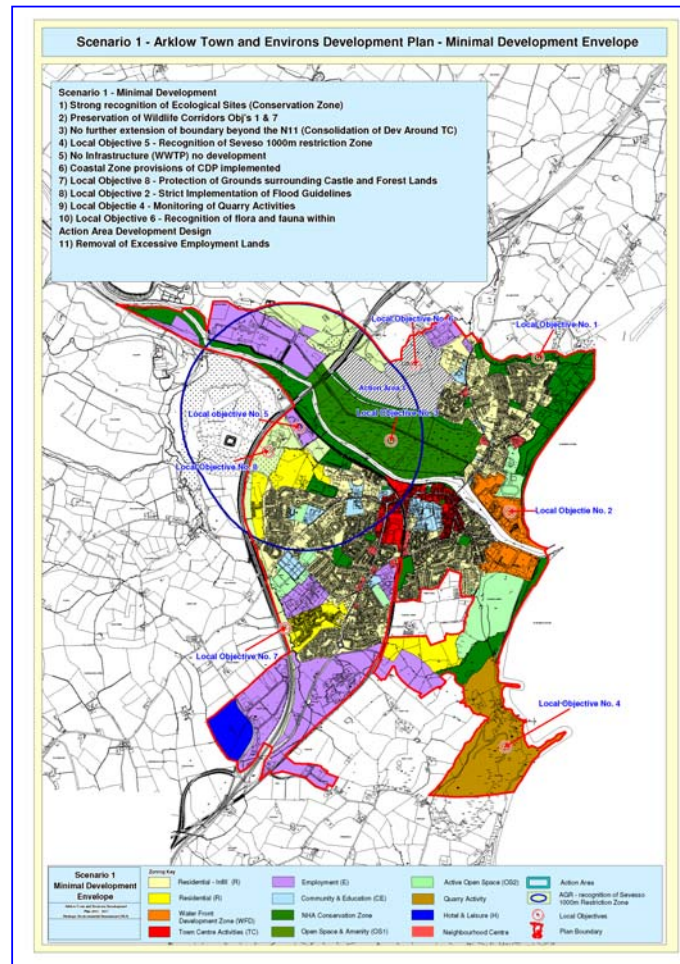 Scenario 1 - Arklow Town and Environs Development Plan - Minimal Development Envelope
Scenario 1 - Minimal Development
1) Strong recognition of Ecological Sites (Conservation Zone)
2) Preservation of Wildlife Corridors Obj's 1 & 7
3) No further extension of boundary beyond the N11 (Consolidation of Dev Around TC)
4) Local Objective 5 - Recognition of Seveso 1000m restriction Zone
5) No Infrastructure (WWTP) no development
6) Coastal Zone provisions of CDP implemented
7) Local Objective 8 - Protection of Grounds surrounding Castle and Forest Lands
8) Local Objective 2 - Strict Implementation of Flood Guidelines
9) Local Objectie 4 - Monitoring of Quarry Activities
10) Local Objective 6 - Recognition of flora and fauna within
Action Area Development Design
11) Removal of Excessive Employment Lands
Local Objective No.
Local Objective No. 1
Action Area
Local objective No. 5
Local Objective No.
Local Objective No. 8
Local Objectie No. 2
Local Objective No. 7
Local Objective No. 4
Scenario 1
Minimal Development
Envelope
Zoning Key
Residential - Infill (R)
Residential (R)
Water Front
Development Zone (WFD)
Town Centre Activities (TC)
Employment (E)
Community & Education (CE)
NHA Conservation Zone
Open Space & Amenity (OS1)
Active Open Space (OS2)
Quarry Activity
Hotel & Leisure (H)
Neighbourhood Centre
Action Area
AGR - recognition of Sevesso
1000m Restriction Zone
Local Objectives
Plan Boundary